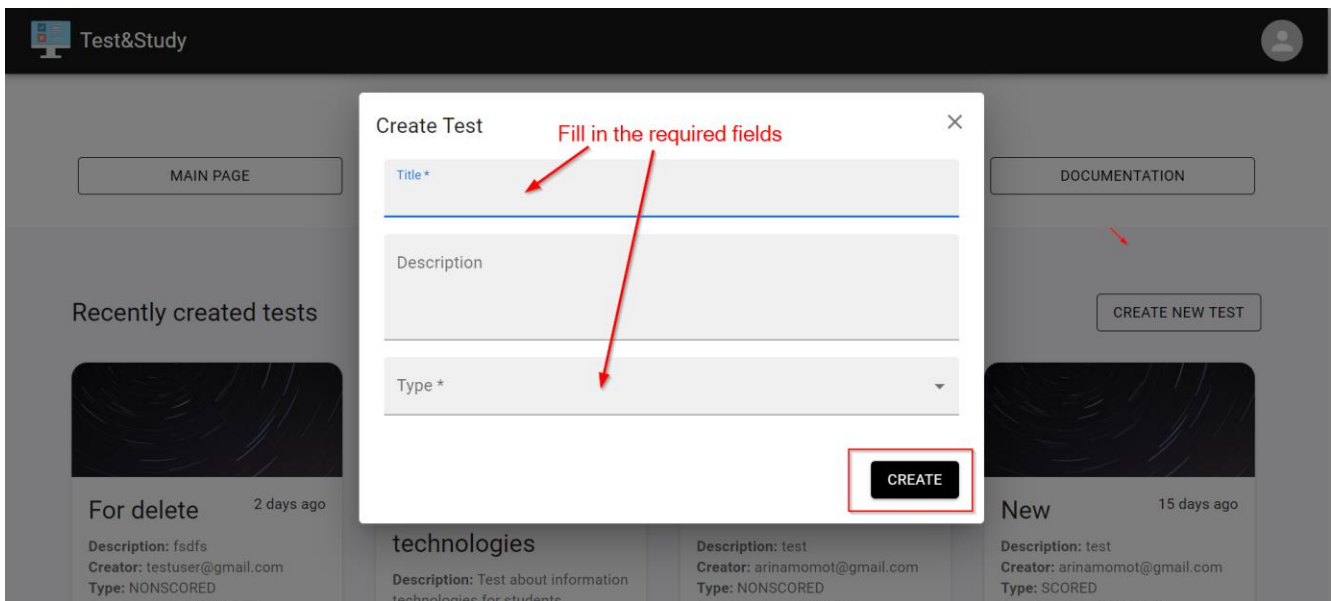 Test&Study
Create Test
Fill in the required fields
MAIN PAGE
Title *
DOCUMENTATION
Description
Recently created tests
CREATE NEW TEST
Type *
CREATE
For delete
2 days ago
Description: fsdfs
Creator: testuser@gmail.com
Type: NONSCORED
technologies
Description: Test about information
technologies for students
Description: test
Creator: arinamomot@gmail.com
Type: NONSCORED
New
15 days ago
Description: test
Creator: arinamomot@gmail.com
Type: SCORED